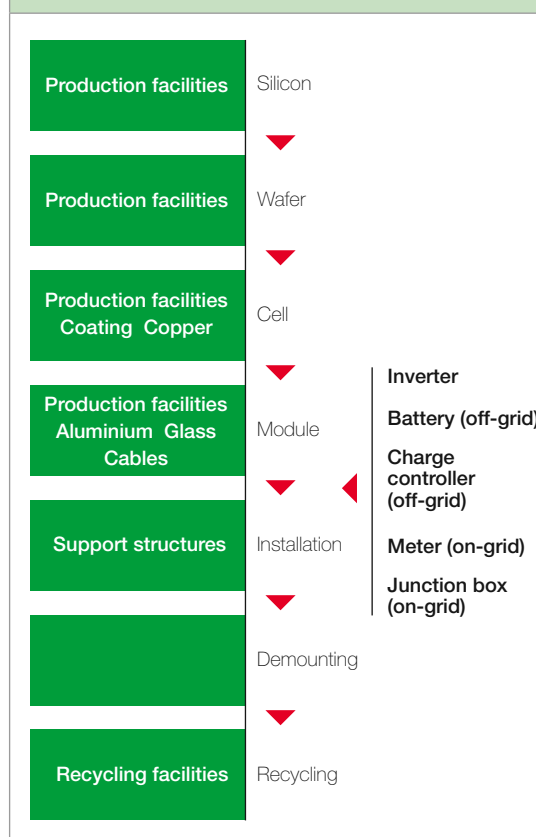 Production facilities
Silicon
Production facilities
Wafer
Production facilities
Coating Copper
Cell
Production facilities
Aluminium Glass
Cables
Module
Inverter
Battery (off-grid)
Charge
controller
(off-grid)
Meter (on-grid)
Junction box
(on-grid)
Support structures
Installation
Demounting
Recycling facilities
Recycling